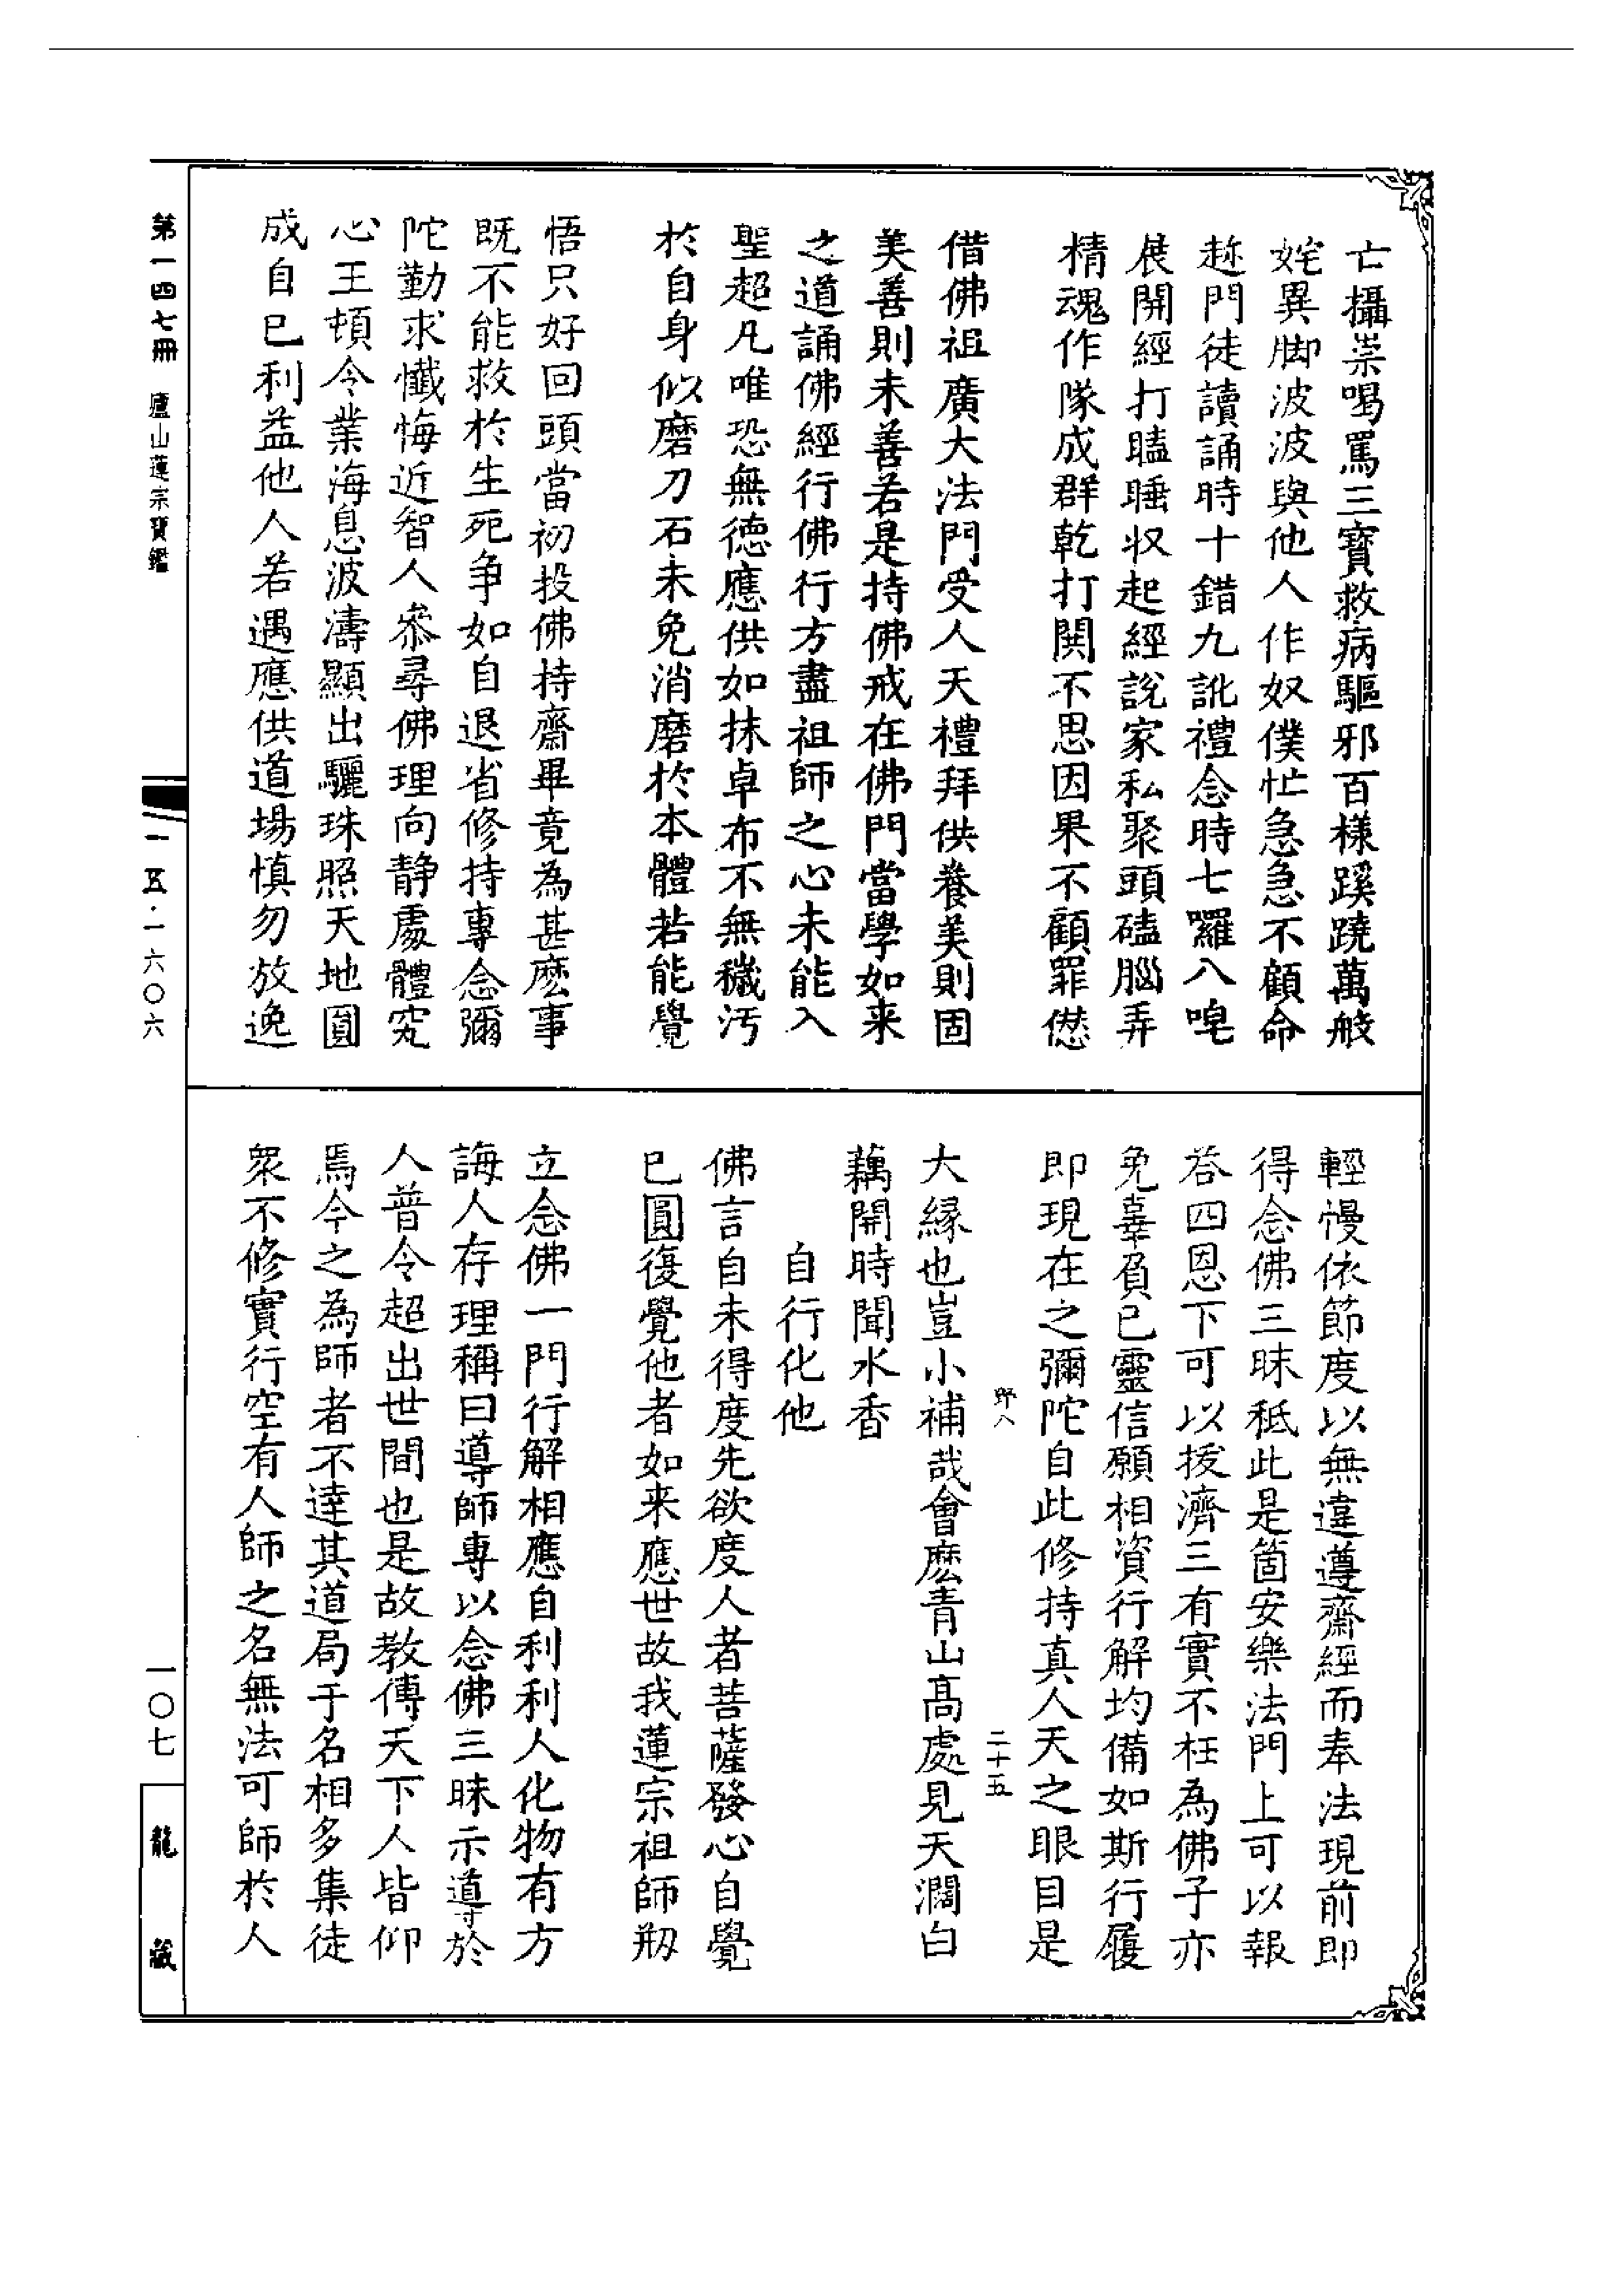 亡攝祟喝罵三寶救病驅邪百樣蹊蹺萬般
姹異脚波波與他人作奴僕忙急急不顧命
趂門徒讀誦時十錯九訛禮念時七囉八唣
展開經打瞌睡収起經說家私聚頭磕腦弄
精魂作隊成群乾打閧不思因果不顧罪愆
借佛祖廣大法門受人天禮拜供養美則固
美善則未善若是持佛戒在佛門當學如来
之道誦佛經行佛行方盡祖師之心未能入
聖超凡唯恐無德應供如抹卓布不無穢汚
於自身似磨刀石未免消磨於本體若能覺
悟只好回頭當初投佛持齋畢竟為甚麽事
既不能救於生死争如自退省修持專念彌
陀勤求懺悔近智人叅尋佛理向静處體究
心王頓令業海息波濤顯出驪珠照天地圓
成自巳利益他人若遇應供道場慎勿放逸
輕慢依節度以無違遵齋經而奉法現前即
得念佛三昧秪此是箇安樂法門上可以報
荅四恩下可以拔濟三有實不枉為佛子亦
免辜負已靈信願相資行解均備如斯行履
即現在之彌陀自此修持真人天之眼目是
野八
二十五
大縁也豈小補哉會麽青山髙處見天濶白
藕開時聞水香
自行化他
佛言自未得度先欲度人者菩薩發心自覺
已圓復覺他者如来應世故我蓮宗祖師剏
立念佛一門行解相應自利利人化物有方
誨人存理稱曰導師專以念佛三昧示導於
人普令超出世間也是故教傳天下人皆仰
焉今之為師者不達其道局于名相多集徒
衆不修實行空有人師之名無法可師於人
第一四七冊
廬山蓮宗寶鑑
一五·一六〇六
一〇七
龍藏